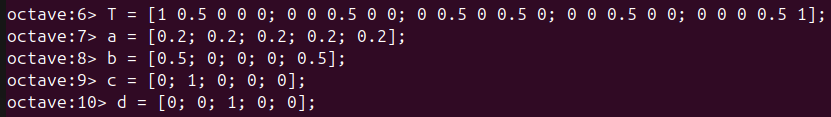 octave:6> T = [1 0.5 0 0 0; 0 0 0.5 0 0; 0 0.5 0 0.5 0; 0 0 0.5 0 0; 0 0 0 0.5 1];
octave:7> a = [0.2; 0.2; 0.2; 0.2; 0.2];
octave:8> b = [0.5; 0; 0; 0; 0.5];
octave:9> c = [0; 1; 0; 0; 0];
octave:10> d = [0; 0; 1; 0; 0];